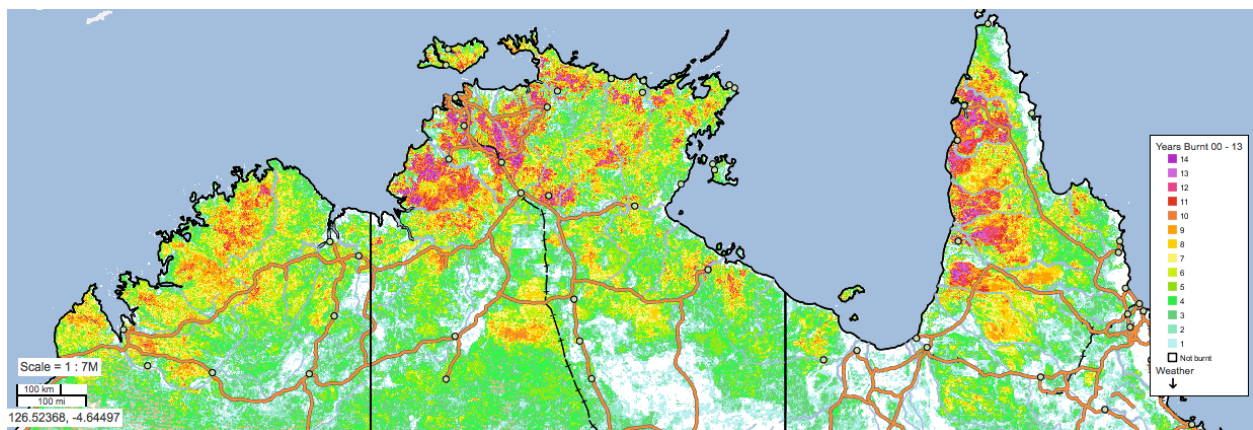 Years Burnt 00 - 13
14
13
12
11
10
9
8
7
6
5
4
3
2
1
Not burnt
Weather
Scale = 1 : 7M
100 km
100 mi
126.52368, -4.64497